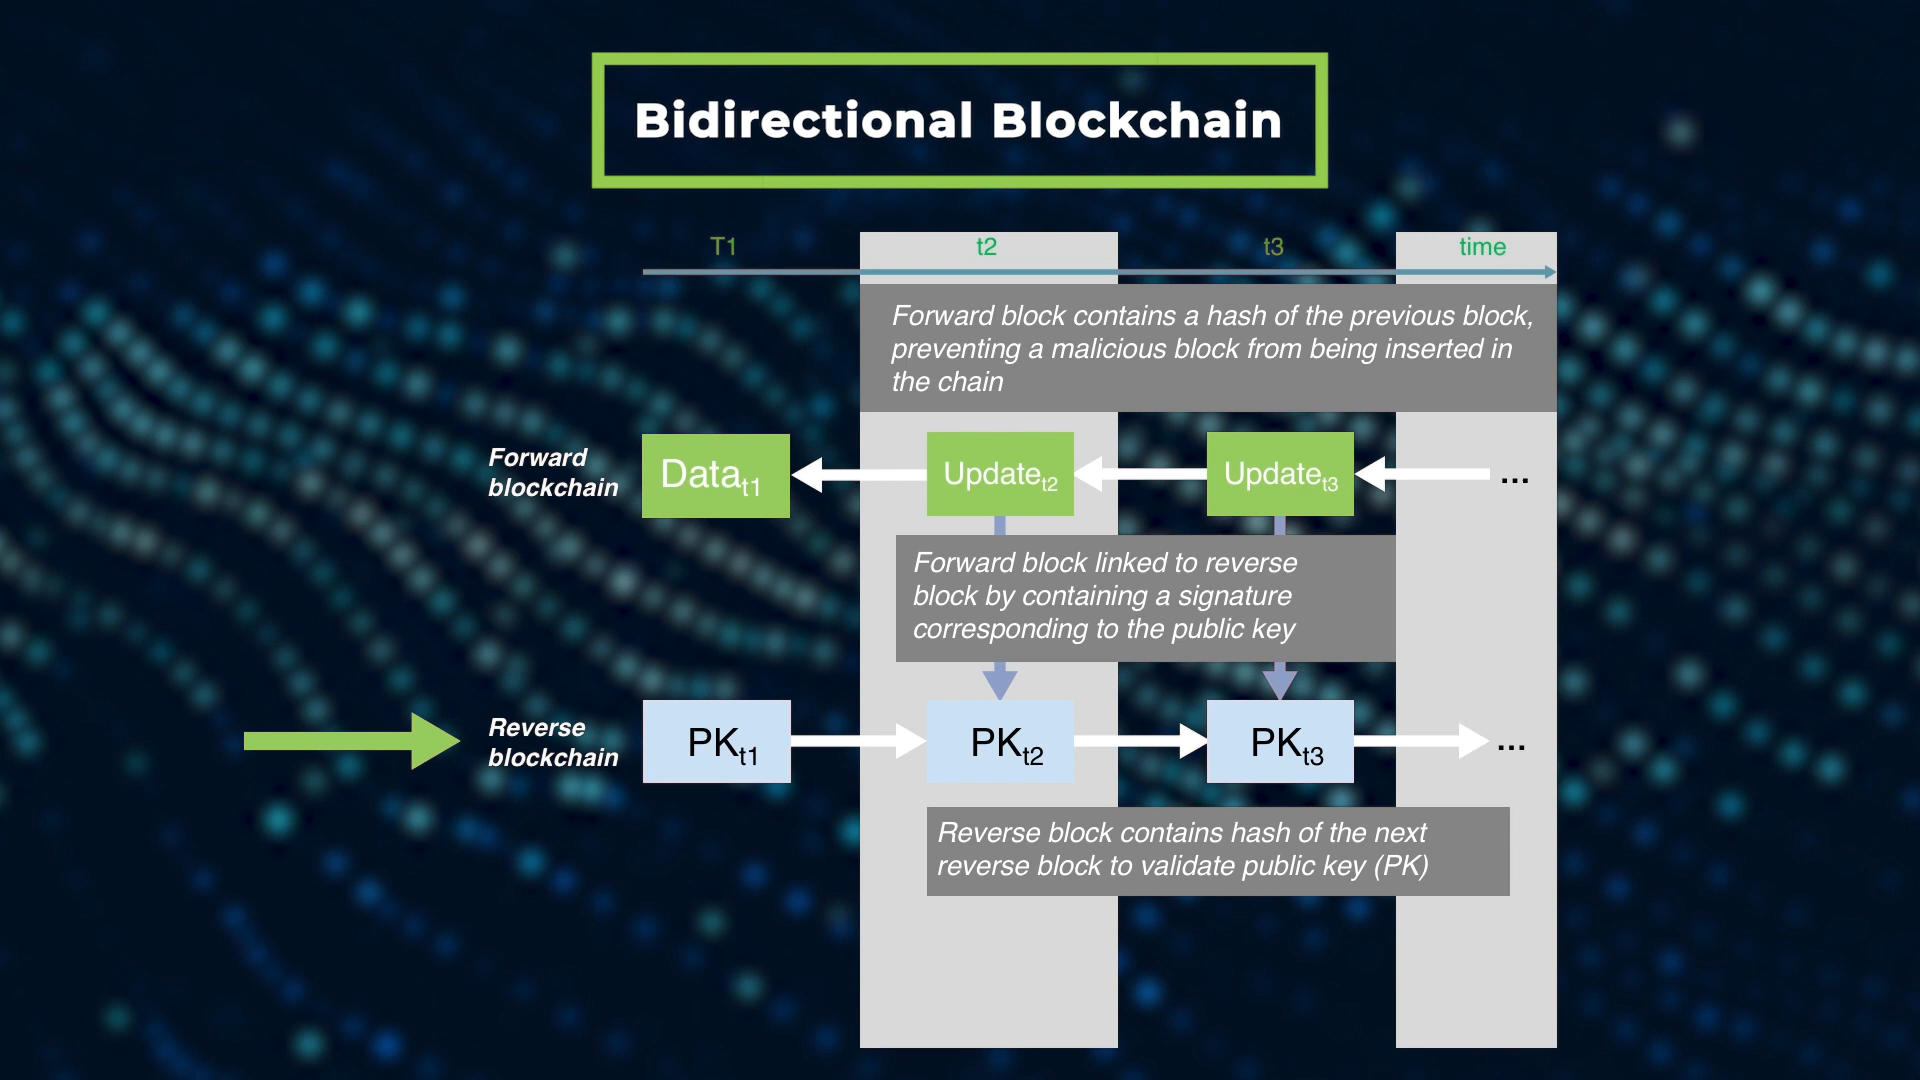 Bidirectional Blockchain
T1 t2 t3 time
Forward block contains a hash of the previous block,
preventing a malicious block from being inserted in
the chain
Forward
blockchain
Datat1 Updatet2 Updatet3 ...
Forward block linked to reverse
block by containing a signature
corresponding to the public key
Reverse
blockchain
PKt1 PKt2 PKt3 ...
Reverse block contains hash of the next
reverse block to validate public key (PK)